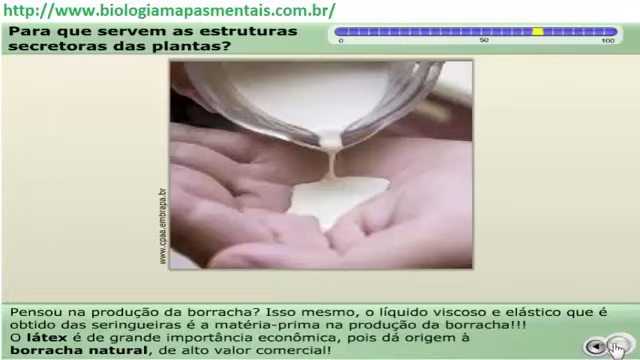 http://www.biologiamapasmentais.com.br/
Para que servem as estruturas
secretoras das plantas?
0 50 100
www.cpaa.embrapa.br
Pensou na produção da borracha? Isso mesmo, o líquido viscoso e elástico que é
obtido das seringueiras é a matéria-prima na produção da borracha!!!
O látex é de grande importância econômica, pois dá origem à
borracha natural, de alto valor comercial!